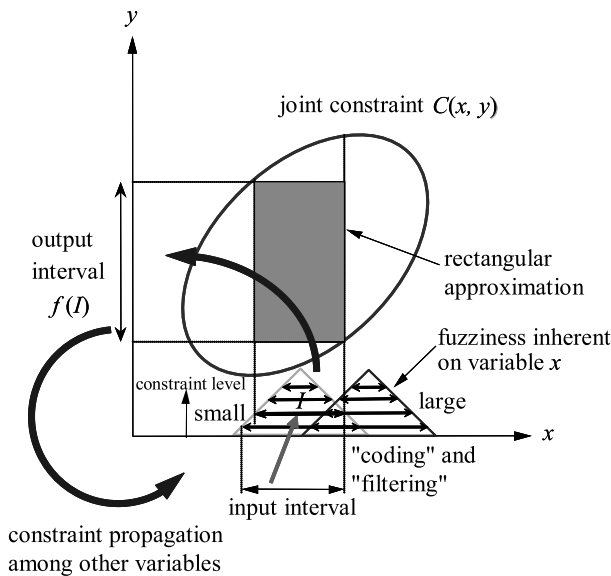 y
joint constraint C(x, y)
output
interval
f(I)
rectangular
approximation
fuzziness inherent
on variable x
constraint level
small
I
large
x
"coding" and
"filtering"
input interval
constraint propagation
among other variables